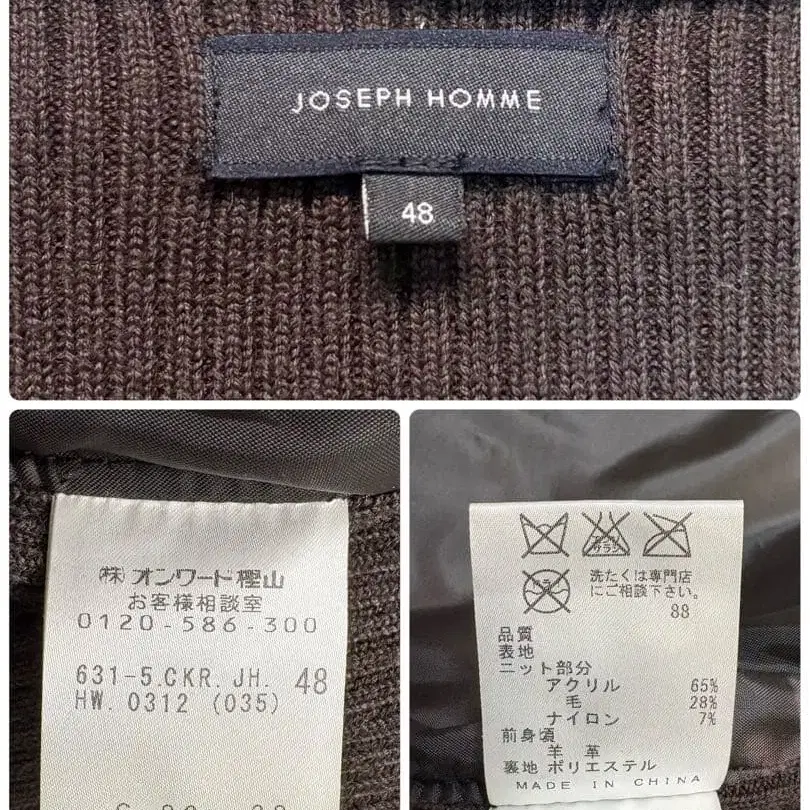 JOSEPH HOMME
48
(株)オンワード樫山
お客様相談室
0120-586-300
631-5.CKR.JH. 48
HW.0312 (035)
洗たくは専門店
にご相談下さい。
88
品質
表地
ニット部分
アクリル 65%
毛 28%
ナイロン 7%
前身頃
羊革
裏地 ポリエステル
MADE IN CHINA